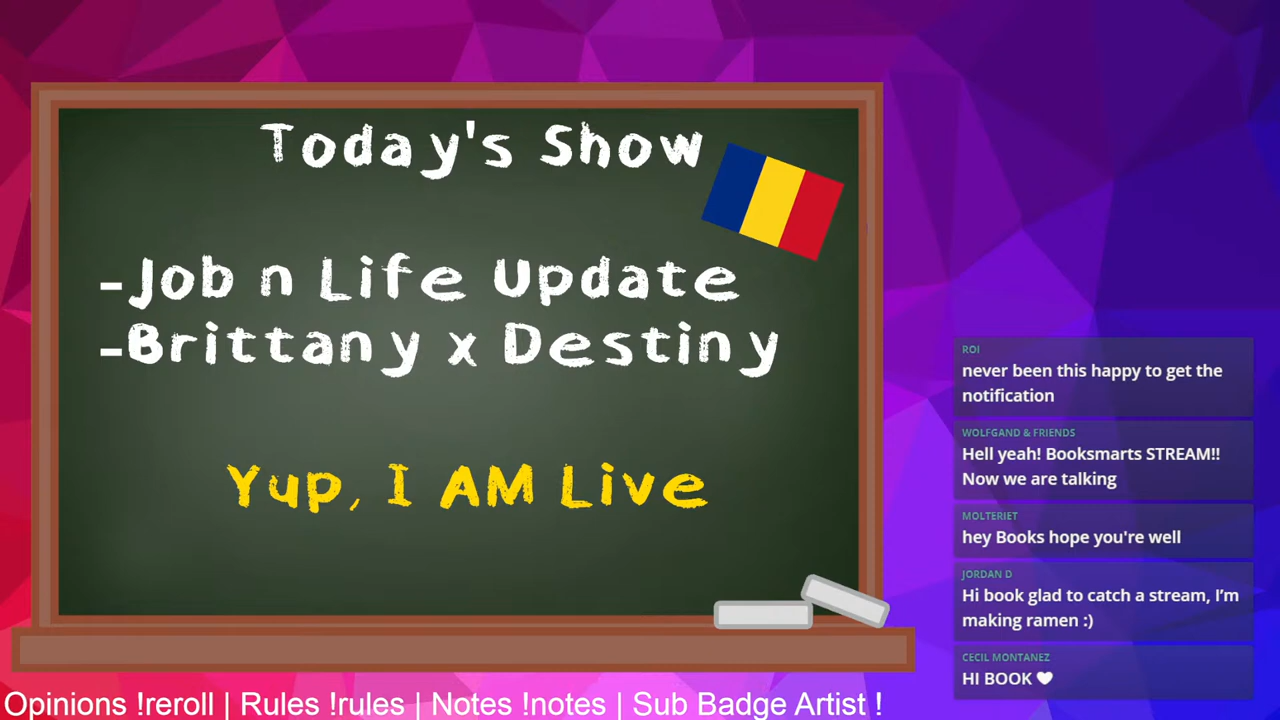 Today's Show
-Job n Life Update
-Brittany x Destiny
Yup, I AM Live
ROI
never been this happy to get the
notification
WOLFGAND & FRIENDS
Hell yeah! Booksmarts STREAM!!
Now we are talking
MOLTERIET
hey Books hope you're well
JORDAN D
Hi book glad to catch a stream, I’m
making ramen :)
CECIL MONTANEZ
HI BOOK ♥
Opinions !reroll | Rules !rules | Notes !notes | Sub Badge Artist !